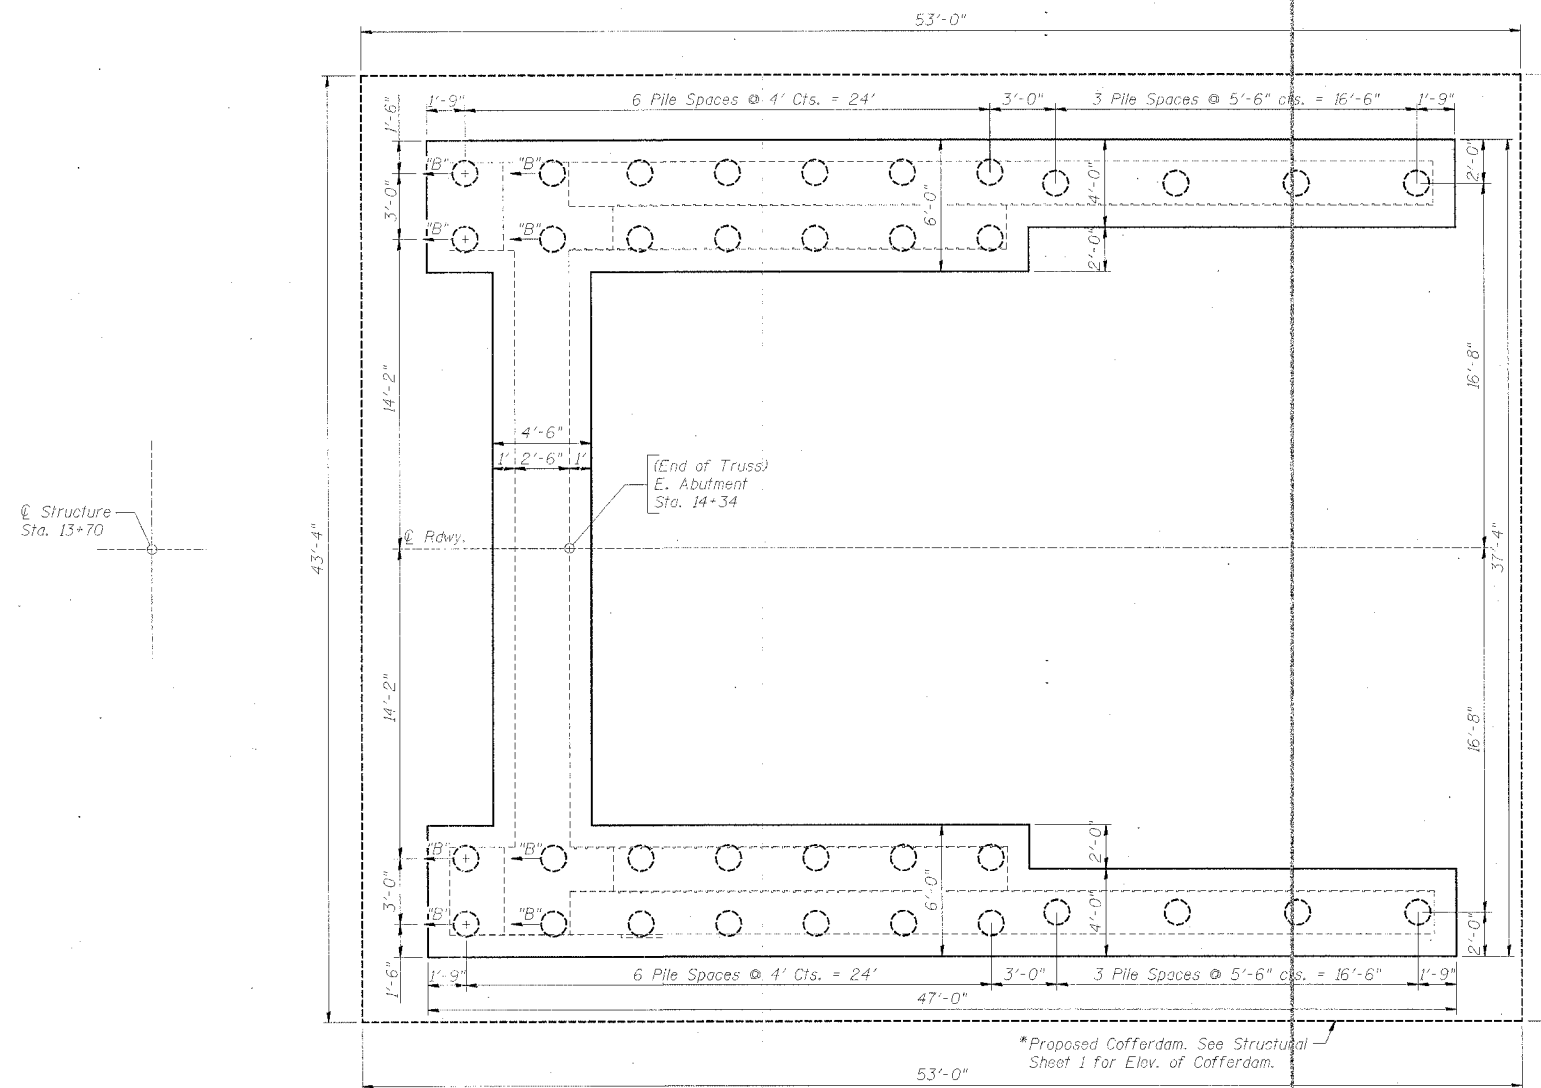 53'-0"
1'-6"
1'-9"
6 Pile Spaces @ 4' Cts. = 24'
3'-0"
3 Pile Spaces @ 5'-6" cts. = 16'-6"
1'-9"
"B"
"B"
2'-0"
3'-0"
6'-0"
4'-0"
"B"
"B"
2'-0"
14'-2"
16'-8"
4'-6"
1'
2'-6"
1'
(End of Truss)
E. Abutment
Sta. 14+34
℄ Structure
Sta. 13+70
℄ Rdwy.
43'-4"
37'-4"
14'-2"
16'-8"
2'-0"
"B"
"B"
3'-0"
6'-0"
4'-0"
"B"
"B"
2'-0"
1'-6"
1'-9"
6 Pile Spaces @ 4' Cts. = 24'
3'-0"
3 Pile Spaces @ 5'-6" cts. = 16'-6"
1'-9"
47'-0"
*Proposed Cofferdam. See Structural
Sheet 1 for Elev. of Cofferdam.
53'-0"